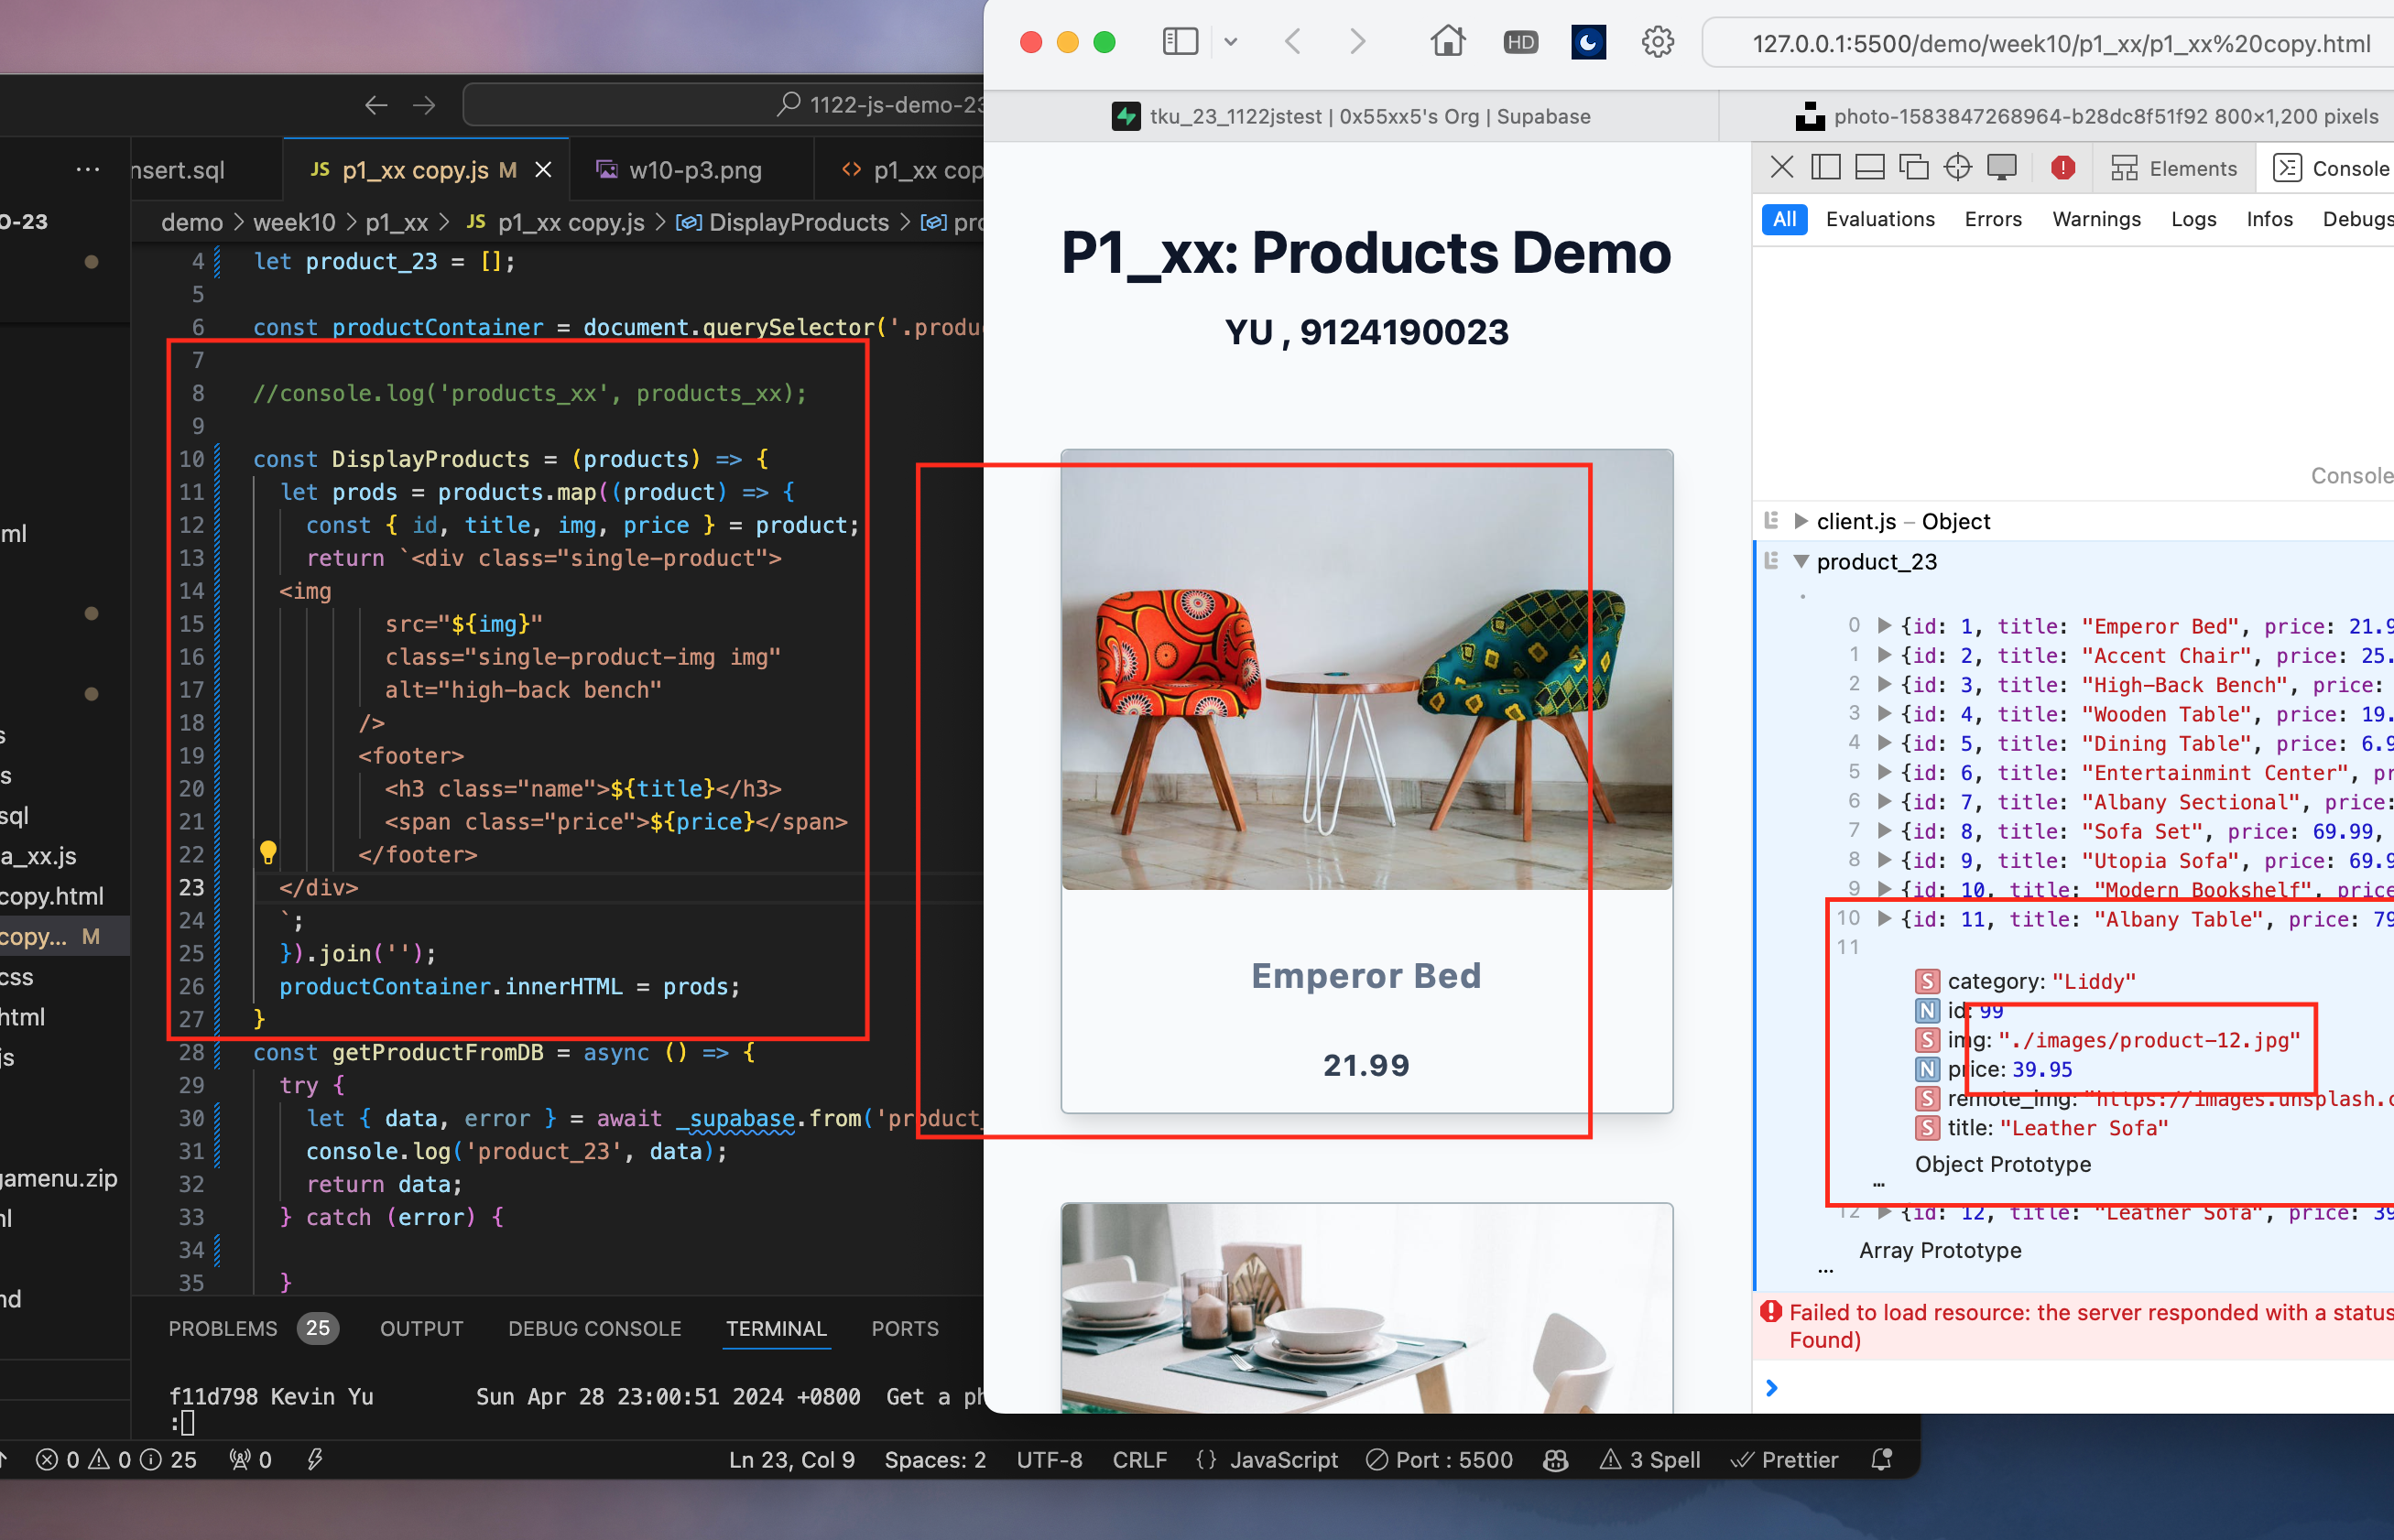 1122-js-demo-23
nsert.sql
JS p1_xx copy.js M
w10-p3.png
p1_xx cop
demo > week10 > p1_xx > JS p1_xx copy.js > DisplayProducts >
O-23
ml
s
s
sql
a_xx.js
copy.html
copy... M
css
html
js
gamenu.zip
nl
nd
4 let product_23 = [];
5
6 const productContainer = document.querySelector('.produ
7
8 //console.log('products_xx', products_xx);
9
10 const DisplayProducts = (products) => {
11 let prods = products.map((product) => {
12 const { id, title, img, price } = product;
13 return `<div class="single-product">
14 <img
15 src="${img}"
16 class="single-product-img img"
17 alt="high-back bench"
18 />
19 <footer>
20 <h3 class="name">${title}</h3>
21 <span class="price">${price}</span>
22 </footer>
23 </div>
24 `;
25 }).join('');
26 productContainer.innerHTML = prods;
27 }
28 const getProductFromDB = async () => {
29 try {
30 let { data, error } = await _supabase.from('product_
31 console.log('product_23', data);
32 return data;
33 } catch (error) {
34
35 }
PROBLEMS 25 OUTPUT DEBUG CONSOLE TERMINAL PORTS
f11d798 Kevin Yu Sun Apr 28 23:00:51 2024 +0800 Get a ph
:
0 0 25 0
Ln 23, Col 9 Spaces: 2 UTF-8 CRLF {} JavaScript Port : 5500 3 Spell Prettier
HD
127.0.0.1:5500/demo/week10/p1_xx/p1_xx%20copy.html
tku_23_1122jstest | 0x55xx5's Org | Supabase
photo-1583847268964-b28dc8f51f92 800×1,200 pixels
P1_xx: Products Demo
YU , 9124190023
Emperor Bed
21.99
Elements Console
All Evaluations Errors Warnings Logs Infos Debugs
Console
client.js – Object
product_23
0 {id: 1, title: "Emperor Bed", price: 21.9
1 {id: 2, title: "Accent Chair", price: 25.
2 {id: 3, title: "High-Back Bench", price:
3 {id: 4, title: "Wooden Table", price: 19.
4 {id: 5, title: "Dining Table", price: 6.9
5 {id: 6, title: "Entertainmint Center", pr
6 {id: 7, title: "Albany Sectional", price:
7 {id: 8, title: "Sofa Set", price: 69.99,
8 {id: 9, title: "Utopia Sofa", price: 69.9
9 {id: 10, title: "Modern Bookshelf", price
10 {id: 11, title: "Albany Table", price: 79
11
S category: "Liddy"
N id: 99
S img: "./images/product-12.jpg"
N price: 39.95
S remote_img: "https://images.unsplash.c
S title: "Leather Sofa"
Object Prototype
…
12 {id: 12, title: "Leather Sofa", price: 39
Array Prototype
…
Failed to load resource: the server responded with a status
Found)